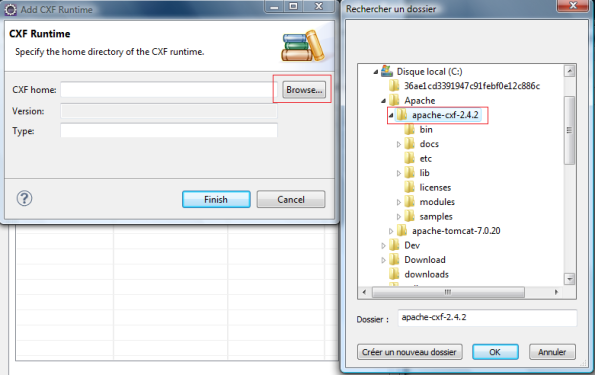 Add CXF Runtime
CXF Runtime
Specify the home directory of the CXF runtime.
CXF home:
Browse...
Version:
Type:
?
Finish
Cancel
Rechercher un dossier
Disque local (C:)
36ae1cd3391947c91febf0e12c886c
Apache
apache-cxf-2.4.2
bin
docs
etc
lib
licenses
modules
samples
apache-tomcat-7.0.20
Dev
Download
downloads
Dossier :
apache-cxf-2.4.2
Créer un nouveau dossier
OK
Annuler